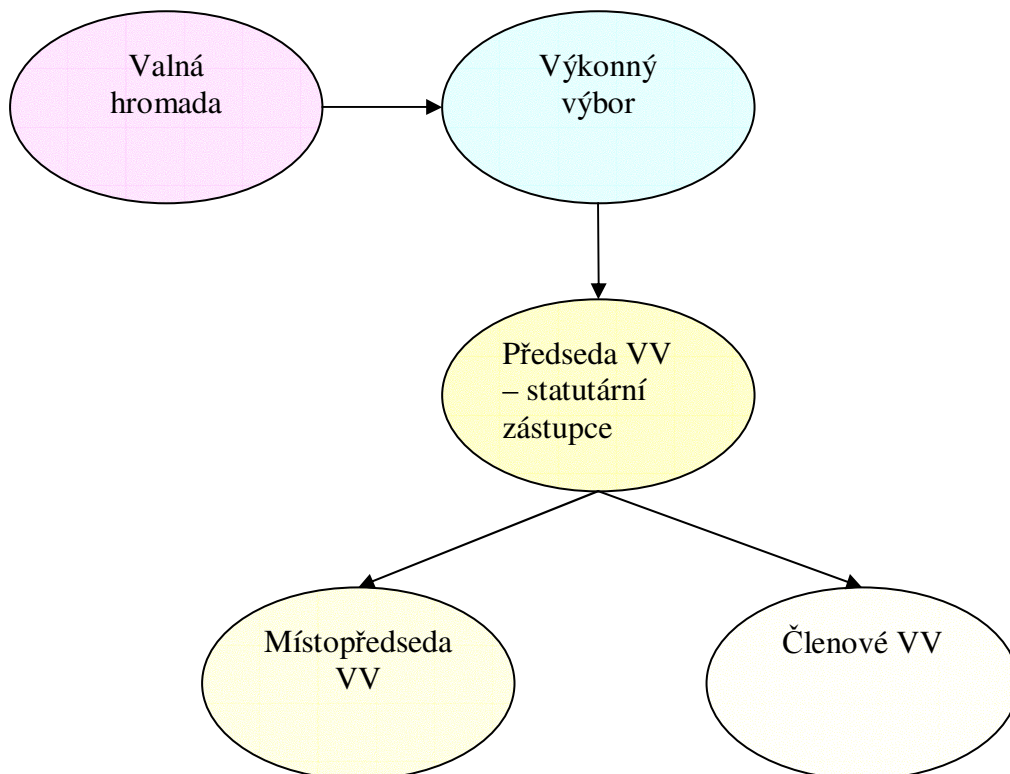 Valná
hromada
Výkonný
výbor
Předseda VV
– statutární
zástupce
Místopředseda
VV
Členové VV